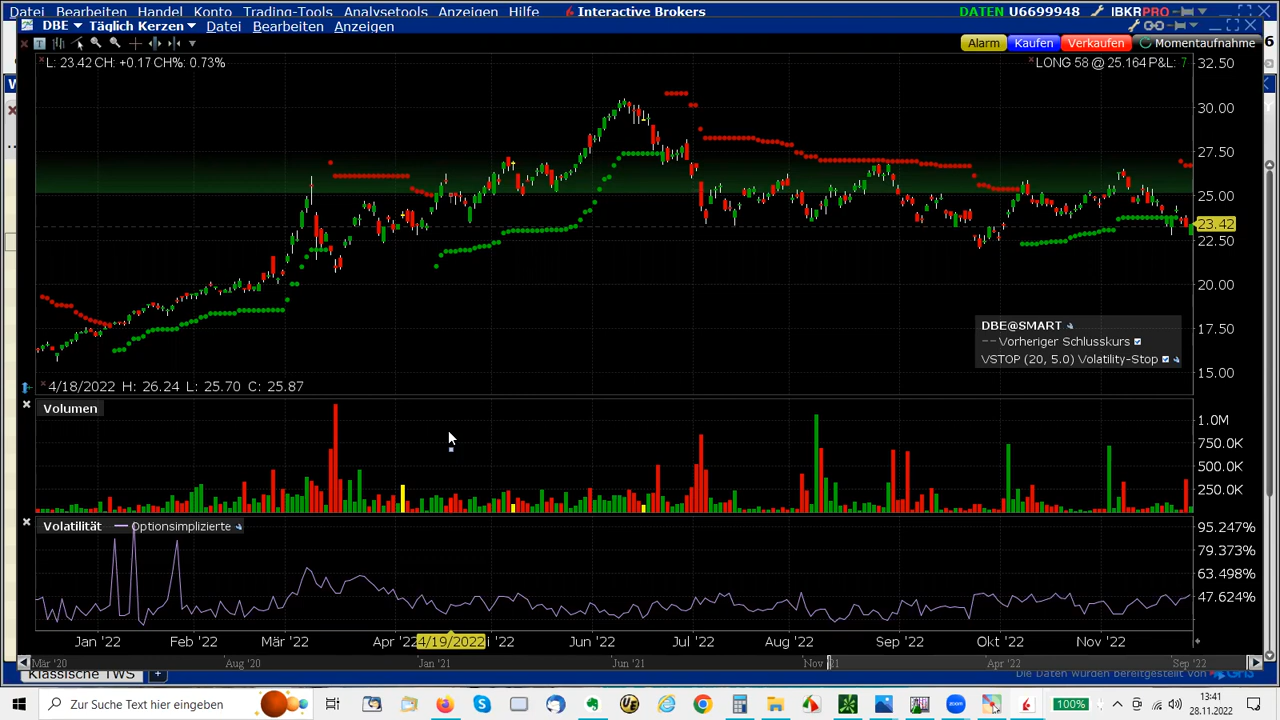 Datei Bearbeiten Handel Konto Trading-Tools Analysetools Anzeigen Hilfe Interactive Brokers DATEN U6699948 IBKRPRO
DBE Täglich Kerzen Datei Bearbeiten Anzeigen
Alarm Kaufen Verkaufen Momentaufnahme
L: 23.42 CH: +0.17 CH%: 0.73% LONG 58 @ 25.164 P&L: 7
32.50
30.00
27.50
25.00
23.42
22.50
20.00
17.50
15.00
DBE@SMART
Vorheriger Schlusskurs
VSTOP (20, 5.0) Volatility-Stop
4/18/2022 H: 26.24 L: 25.70 C: 25.87
Volumen
1.0M
750.0K
500.0K
250.0K
Volatilität Optionsimplizierte
95.247%
79.373%
63.498%
47.624%
Jan '22 Feb '22 Mär '22 Apr '22 4/19/2022 i '22 Jun '22 Jul '22 Aug '22 Sep '22 Okt '22 Nov '22
Mär '20 Aug '20 Jan '21 Jun '21 Nov '21 Apr '22 Sep '22
Klassische TWS + Die Daten wurden bereitgestellt von
Zur Suche Text hier eingeben 100% 13:41
28.11.2022